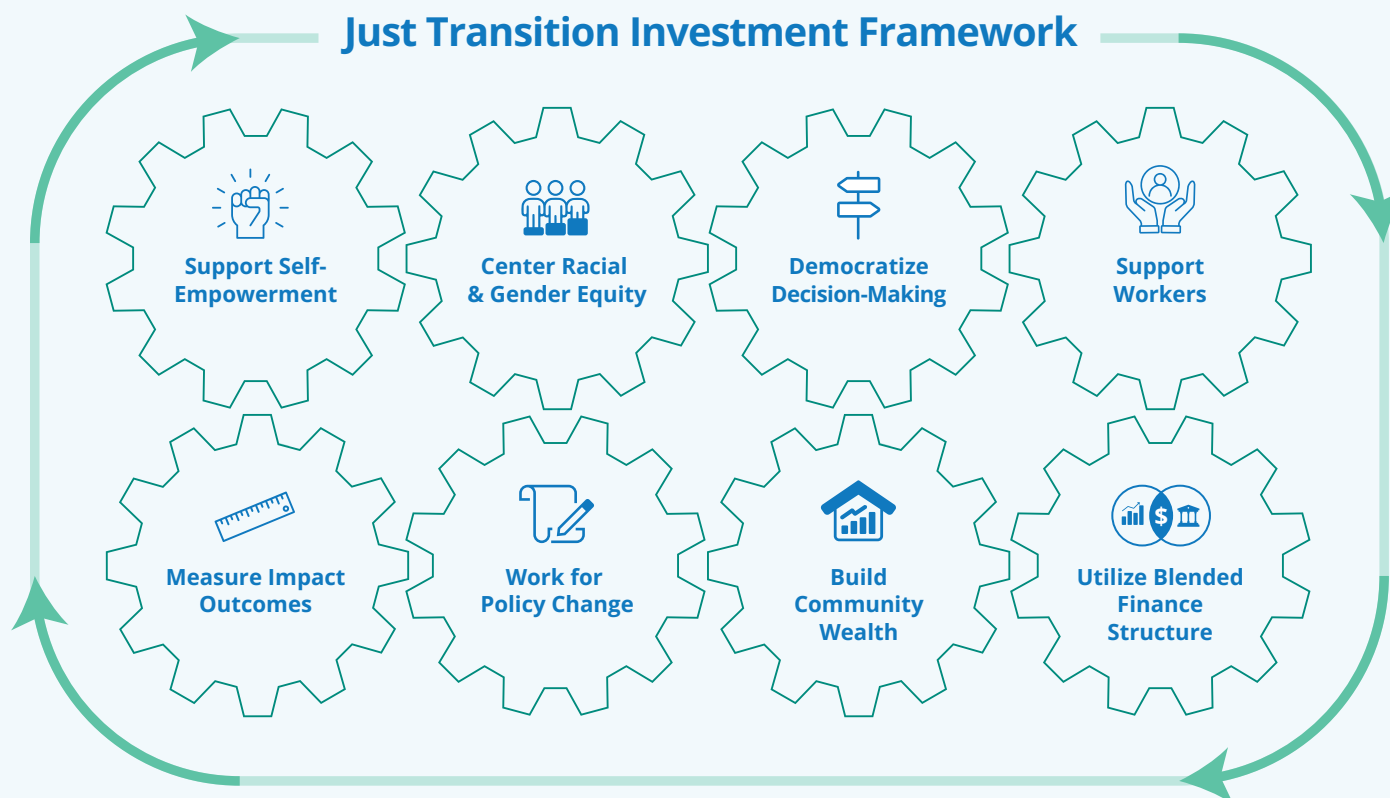 Just Transition Investment Framework
Support Self-
Empowerment
Center Racial
& Gender Equity
Democratize
Decision-Making
Support
Workers
Measure Impact
Outcomes
Work for
Policy Change
Build
Community
Wealth
$
Utilize Blended
Finance
Structure